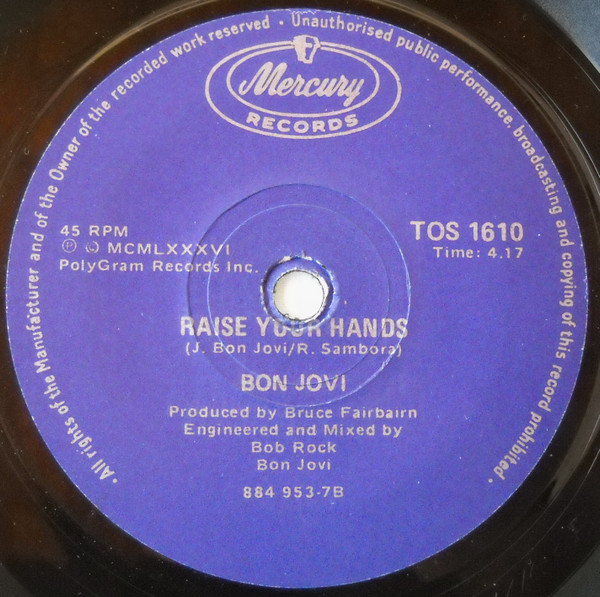 · All rights of the Manufacturer and of the Owner of the recorded work reserved · Unauthorised public performance, broadcasting and copying of this record prohibited ·
Mercury
RECORDS
45 RPM
Ⓟ © MCMLXXXVI
PolyGram Records Inc.
TOS 1610
Time: 4.17
RAISE YOUR HANDS
(J. Bon Jovi/R. Sambora)
BON JOVI
Produced by Bruce Fairbairn
Engineered and Mixed by
Bob Rock
Bon Jovi
884 953-7B